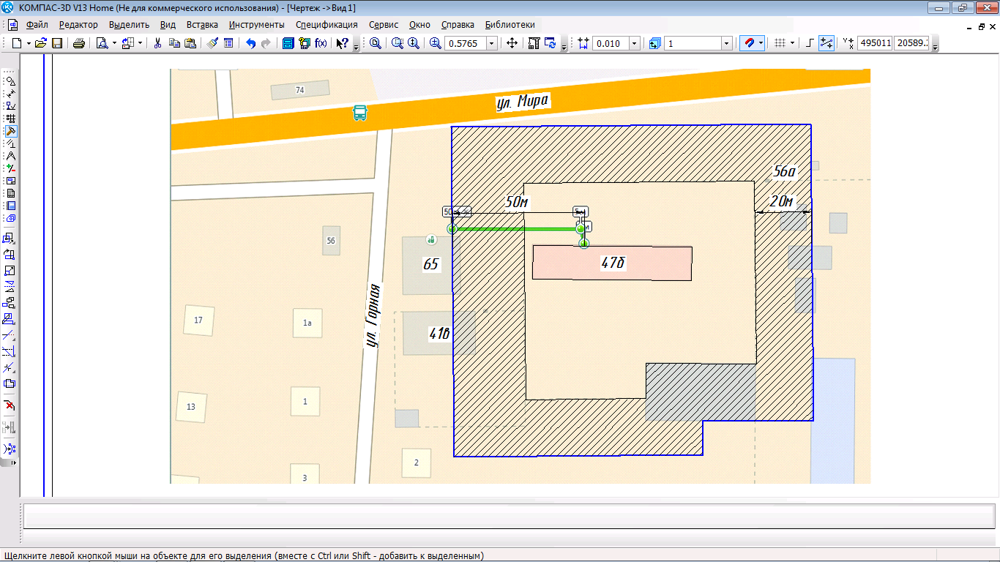 КОМПАС-3D V13 Home (Не для коммерческого использования) - [Чертеж ->Вид 1]
Файл Редактор Выделить Вид Вставка Инструменты Спецификация Сервис Окно Справка Библиотеки
f(x) 0.5765 0.010 1 495011 20589.
74
ул. Мира
56а
50м
20м
50
56
65
47б
ул. Горная
17
1а
41в
13
1
2
3
Щелкните левой кнопкой мыши на объекте для его выделения (вместе с Ctrl или Shift - добавить к выделенным)